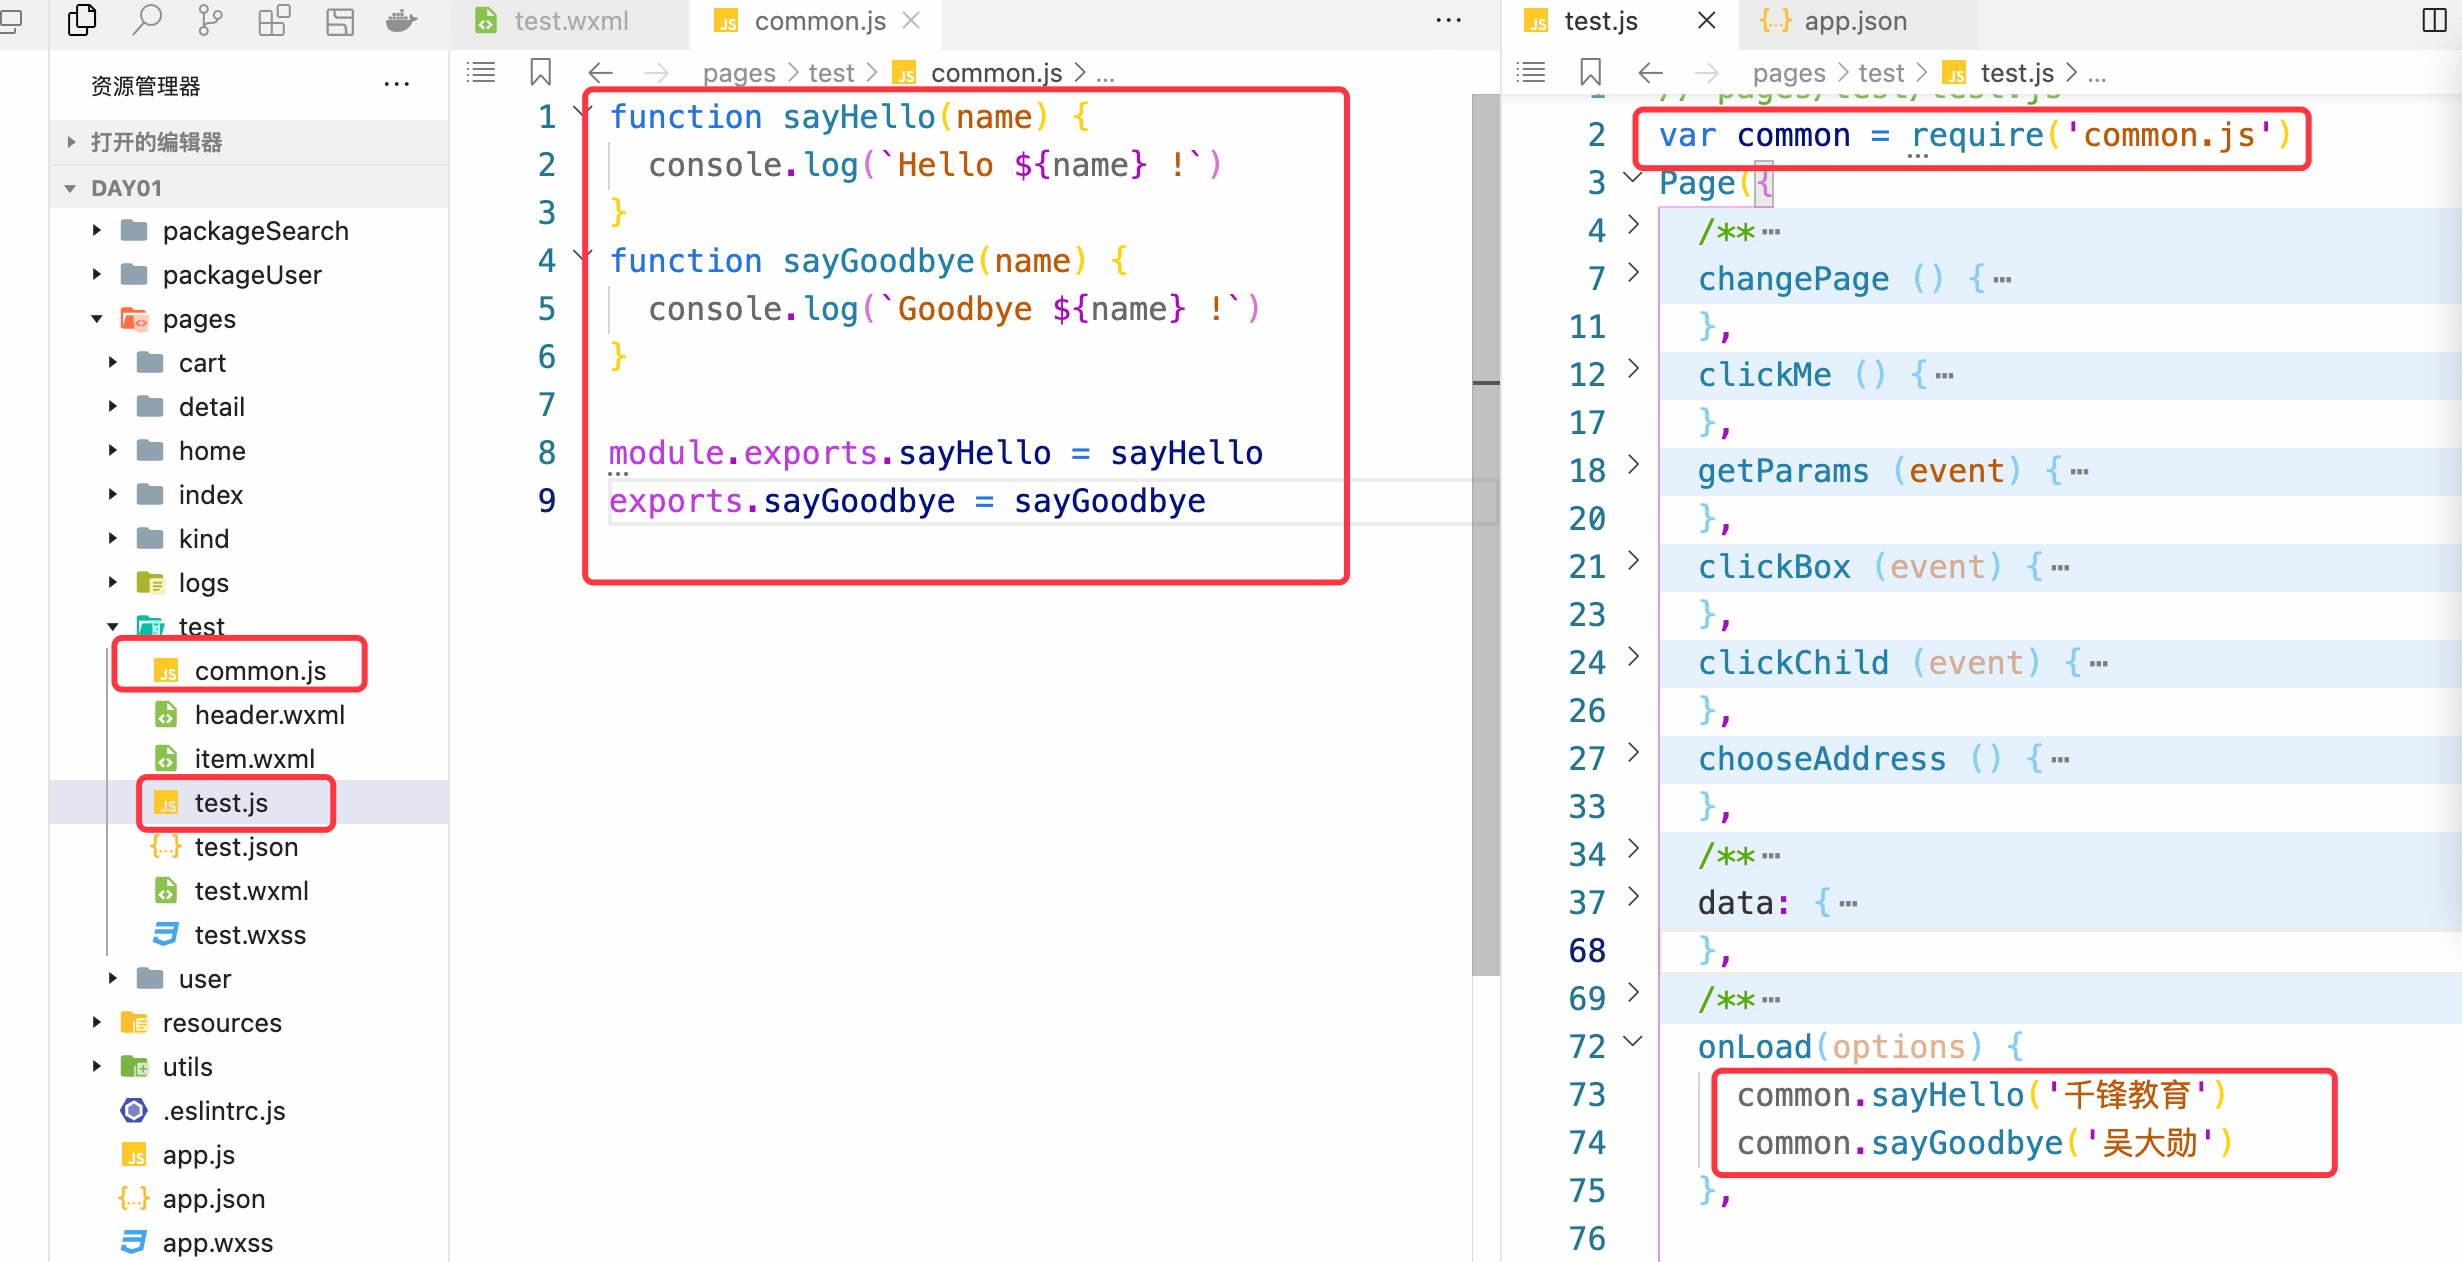 资源管理器
打开的编辑器
DAY01
packageSearch
packageUser
pages
cart
detail
home
index
kind
logs
test
common.js
header.wxml
item.wxml
test.js
test.json
test.wxml
test.wxss
user
resources
utils
.eslintrc.js
app.js
app.json
app.wxss
test.wxml
common.js
pages > test > common.js > ...
1 function sayHello(name) {
2 console.log(`Hello ${name} !`)
3 }
4 function sayGoodbye(name) {
5 console.log(`Goodbye ${name} !`)
6 }
7
8 module.exports.sayHello = sayHello
9 exports.sayGoodbye = sayGoodbye
test.js
app.json
pages > test > test.js > ...
1 // pages/test/test.js
2 var common = require('common.js')
3 Page({
4 /**…
7 changePage () {…
11 },
12 clickMe () {…
17 },
18 getParams (event) {…
20 },
21 clickBox (event) {…
23 },
24 clickChild (event) {…
26 },
27 chooseAddress () {…
33 },
34 /**…
37 data: {…
68 },
69 /**…
72 onLoad(options) {
73 common.sayHello('千锋教育')
74 common.sayGoodbye('吴大勋')
75 },
76